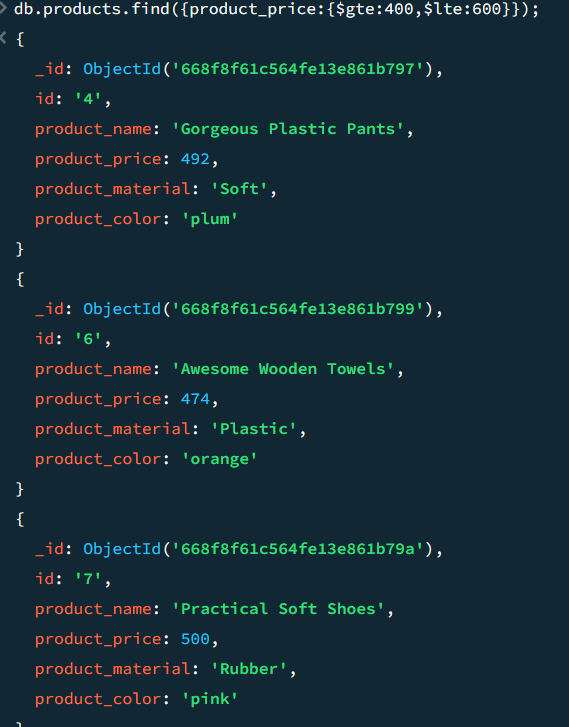 > db.products.find({product_price:{$gte:400,$lte:600}});
< {
_id: ObjectId('668f8f61c564fe13e861b797'),
id: '4',
product_name: 'Gorgeous Plastic Pants',
product_price: 492,
product_material: 'Soft',
product_color: 'plum'
}
{
_id: ObjectId('668f8f61c564fe13e861b799'),
id: '6',
product_name: 'Awesome Wooden Towels',
product_price: 474,
product_material: 'Plastic',
product_color: 'orange'
}
{
_id: ObjectId('668f8f61c564fe13e861b79a'),
id: '7',
product_name: 'Practical Soft Shoes',
product_price: 500,
product_material: 'Rubber',
product_color: 'pink'
}